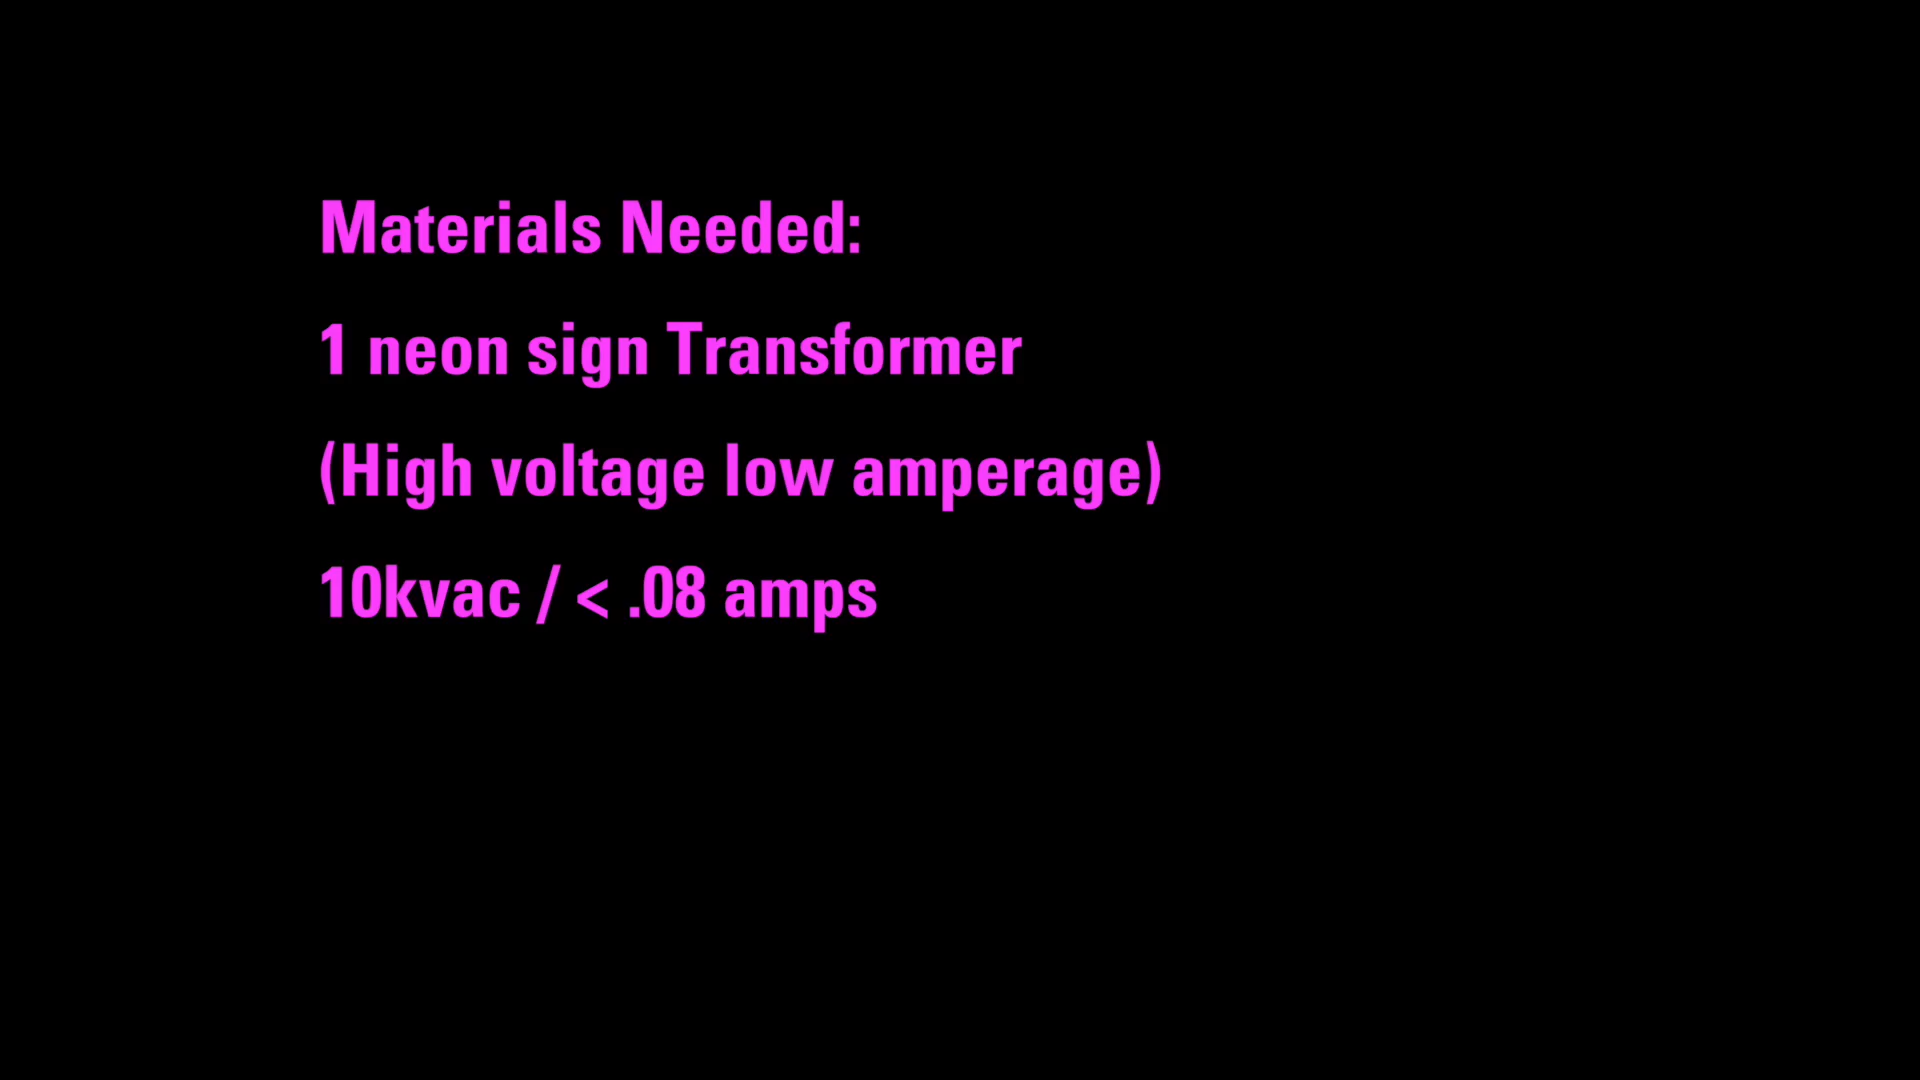 Materials Needed:
1 neon sign Transformer
(High voltage low amperage)
10kvac / < .08 amps